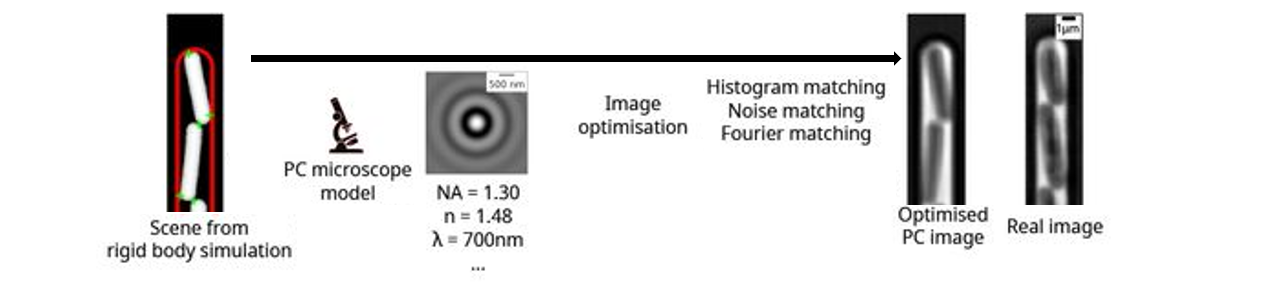 Scene from
rigid body simulation
PC microscope
model
500 nm
NA = 1.30
n = 1.48
λ = 700nm
...
Image
optimisation
Histogram matching
Noise matching
Fourier matching
Optimised
PC image
1μm
Real image